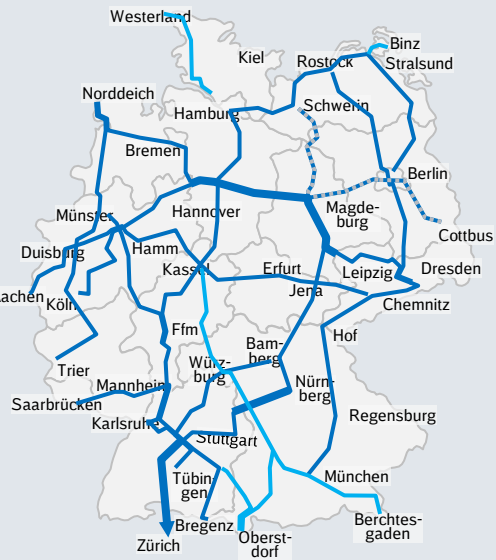 Westerland
Kiel
Binz
Rostock
Stralsund
Norddeich
Schwerin
Hamburg
Bremen
Berlin
Münster
Hannover
Magde-
burg
Cottbus
Duisburg
Hamm
Kassel
Erfurt
Leipzig
Dresden
Aachen
Köln
Jena
Chemnitz
Ffm
Hof
Bam-
berg
Trier
Würz-
burg
Mannheim
Nürn-
berg
Saarbrücken
Karlsruhe
Regensburg
Stuttgart
Tübin-
gen
München
Bregenz
Berchtes-
gaden
Zürich
Oberst-
dorf